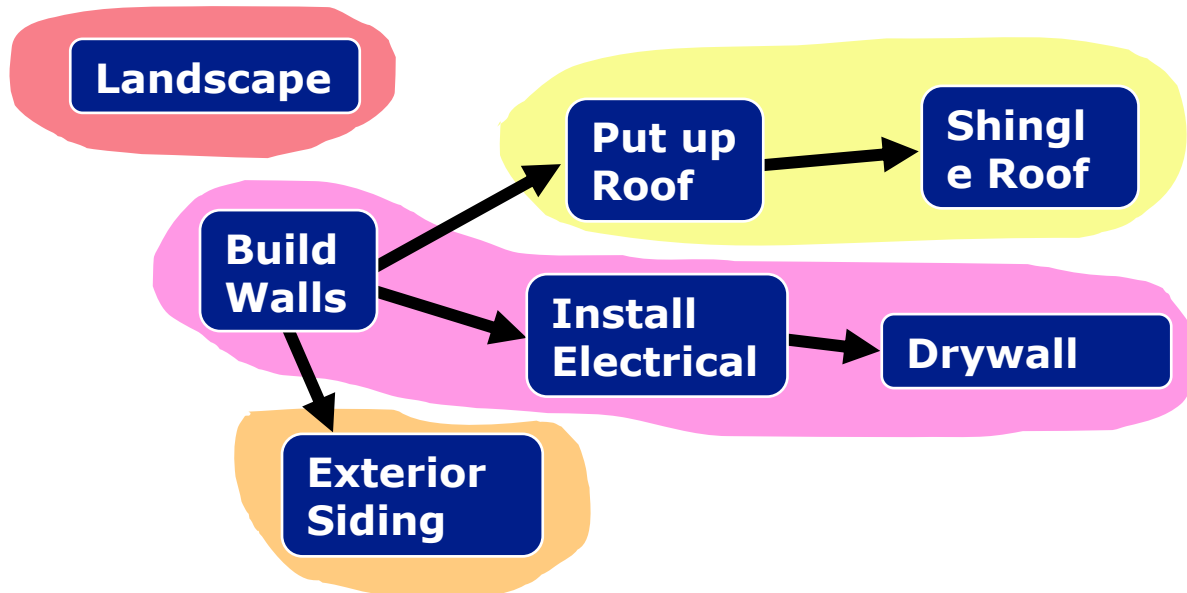 Landscape
Put up
Roof
Shingl
e Roof
Build
Walls
Install
Electrical
Drywall
Exterior
Siding